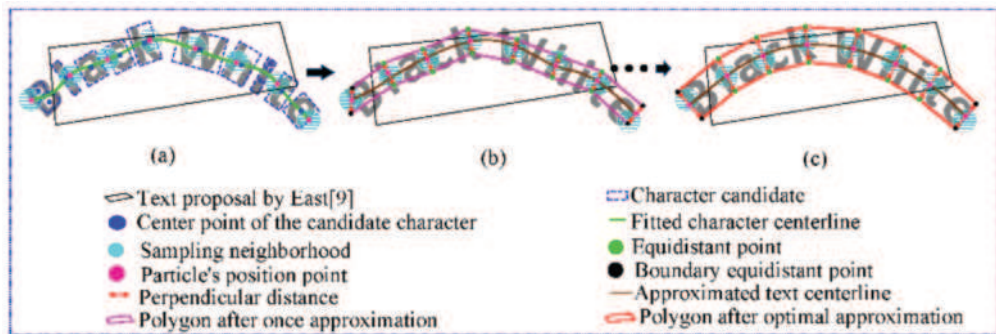 Black White
Black White
Black White
(a)
(b)
(c)
Text proposal by East[9]
Center point of the candidate character
Sampling neighborhood
Particle's position point
Perpendicular distance
Polygon after once approximation
Character candidate
Fitted character centerline
Equidistant point
Boundary equidistant point
Approximated text centerline
Polygon after optimal approximation